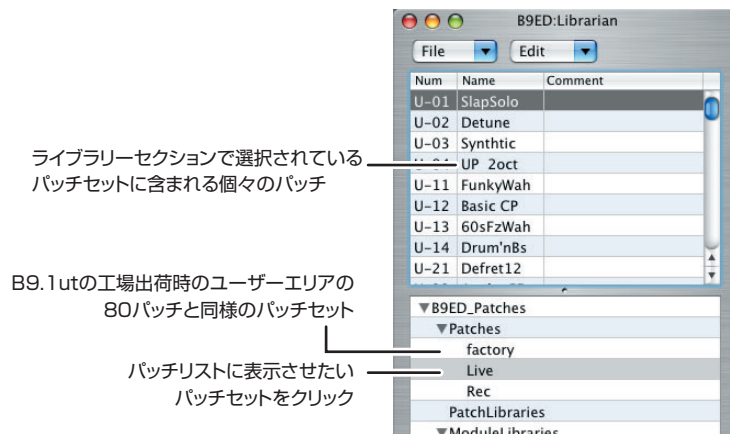 B9ED:Librarian
File Edit
Num Name Comment
U-01 SlapSolo
U-02 Detune
U-03 Synthtic
UP 2oct
U-11 FunkyWah
U-12 Basic CP
U-13 60sFzWah
U-14 Drum'nBs
U-21 Defret12
ライブラリーセクションで選択されている
パッチセットに含まれる個々のパッチ
B9.1utの工場出荷時のユーザーエリアの
80パッチと同様のパッチセット
パッチリストに表示させたい
パッチセットをクリック
▼B9ED_Patches
▼Patches
factory
Live
Rec
PatchLibraries
▼ModuleLibraries